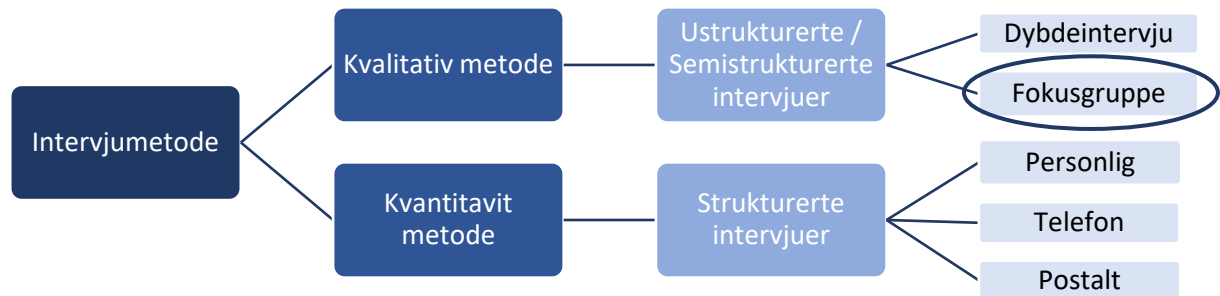 Intervjumetode
Kvalitativ metode
Ustrukturerte /
Semistrukturerte
intervjuer
Dybdeintervju
Fokusgruppe
Kvantitavit
metode
Strukturerte
intervjuer
Personlig
Telefon
Postalt